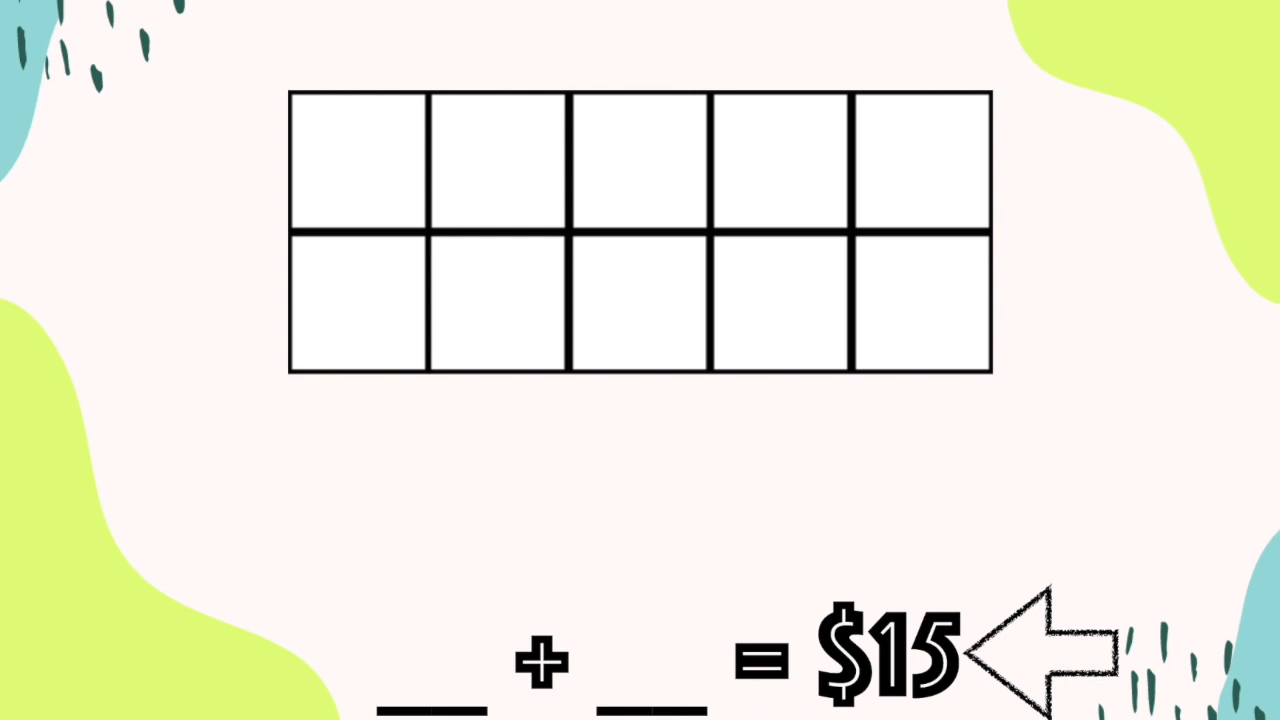 __ + __ = $15